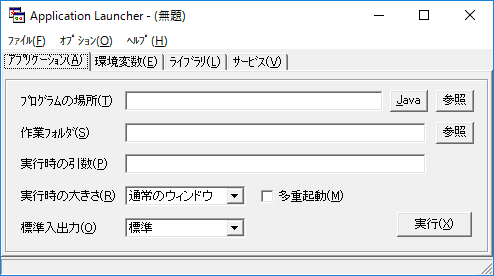 Application Launcher - (無題)
ﾌｧｲﾙ(F) ｵﾌﾟｼｮﾝ(O) ﾍﾙﾌﾟ(H)
ｱﾌﾟﾘｹｰｼｮﾝ(A) 環境変数(E) ﾗｲﾌﾞﾗﾘ(L) ｻｰﾋﾞｽ(V)
ﾌﾟﾛｸﾞﾗﾑの場所(T) Java 参照
作業ﾌｫﾙﾀﾞ(S) 参照
実行時の引数(P)
実行時の大きさ(R) 通常のウィンドウ 多重起動(M)
標準入出力(O) 標準 実行(X)